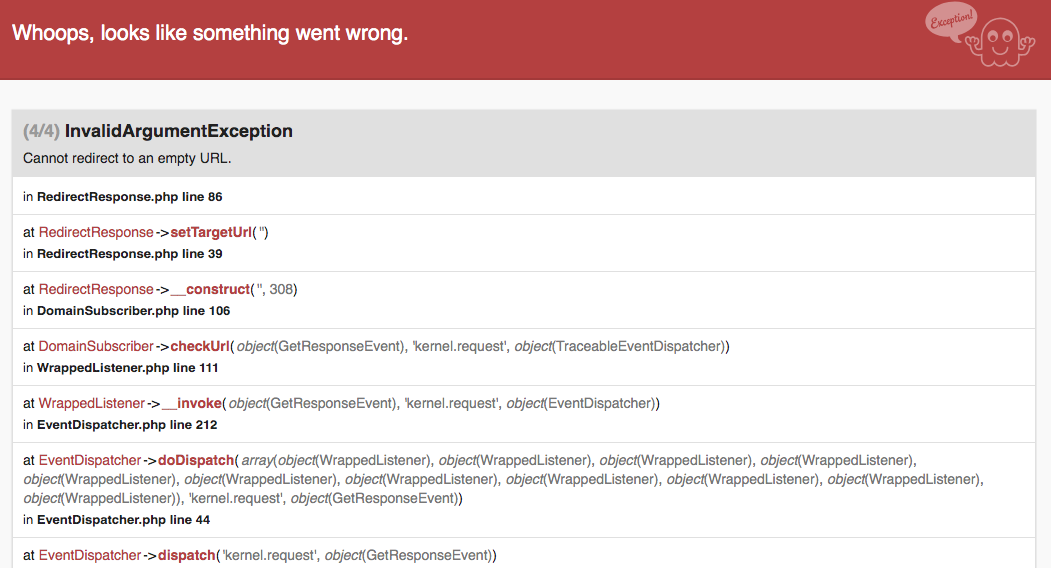 Whoops, looks like something went wrong.
Exception!
(4/4) InvalidArgumentException
Cannot redirect to an empty URL.
in RedirectResponse.php line 86
at RedirectResponse->setTargetUrl('')
in RedirectResponse.php line 39
at RedirectResponse->__construct('', 308)
in DomainSubscriber.php line 106
at DomainSubscriber->checkUrl(object(GetResponseEvent), 'kernel.request', object(TraceableEventDispatcher))
in WrappedListener.php line 111
at WrappedListener->__invoke(object(GetResponseEvent), 'kernel.request', object(EventDispatcher))
in EventDispatcher.php line 212
at EventDispatcher->doDispatch(array(object(WrappedListener), object(WrappedListener), object(WrappedListener), object(WrappedListener),
object(WrappedListener), object(WrappedListener), object(WrappedListener), object(WrappedListener), object(WrappedListener), object(WrappedListener),
object(WrappedListener)), 'kernel.request', object(GetResponseEvent))
in EventDispatcher.php line 44
at EventDispatcher->dispatch('kernel.request', object(GetResponseEvent))